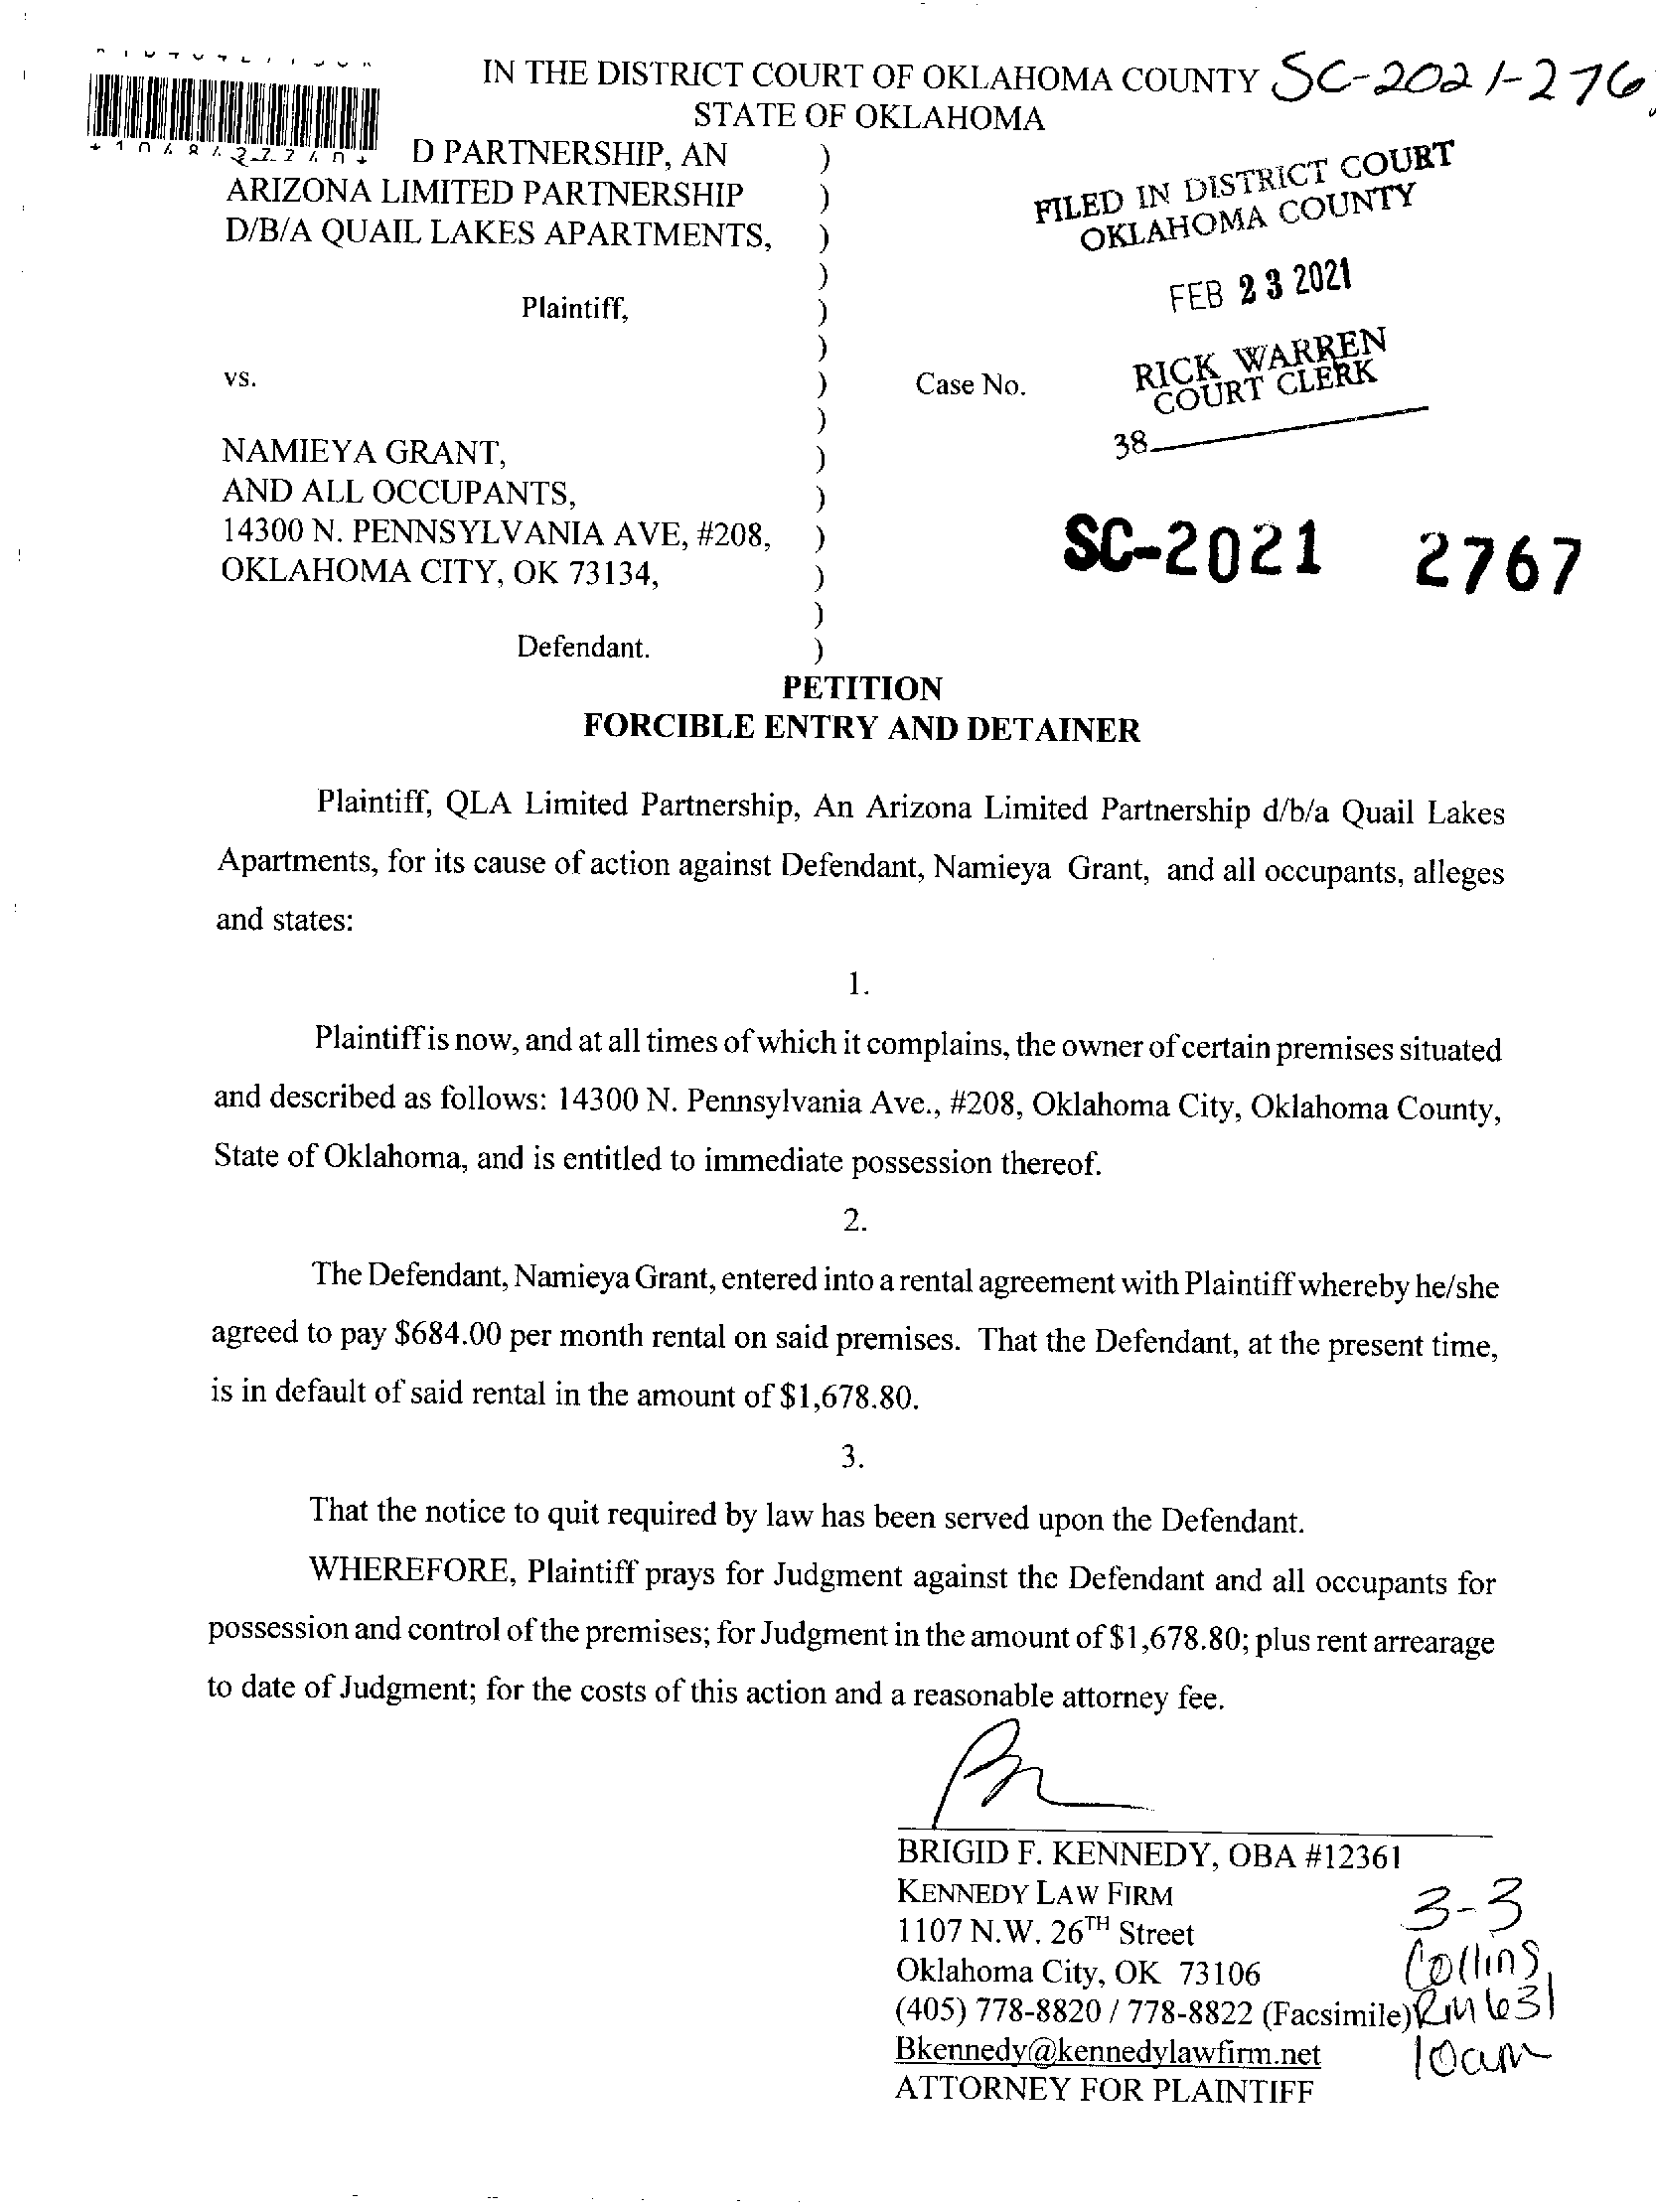 IN THE DISTRICT COURT OF OKLAHOMA COUNTY SC-2021-276
STATE OF OKLAHOMA
D PARTNERSHIP, AN )
ARIZONA LIMITED PARTNERSHIP )
D/B/A QUAIL LAKES APARTMENTS, )
)
Plaintiff, )
)
vs. ) Case No.
)
NAMIEYA GRANT, )
AND ALL OCCUPANTS, )
14300 N. PENNSYLVANIA AVE, #208, )
OKLAHOMA CITY, OK 73134, )
)
Defendant. )
FILED IN DISTRICT COURT
OKLAHOMA COUNTY
FEB 23 2021
RICK WARREN
COURT CLERK
38
SC-2021 2767
PETITION
FORCIBLE ENTRY AND DETAINER
Plaintiff, QLA Limited Partnership, An Arizona Limited Partnership d/b/a Quail Lakes
Apartments, for its cause of action against Defendant, Namieya Grant, and all occupants, alleges
and states:
1.
Plaintiff is now, and at all times of which it complains, the owner of certain premises situated
and described as follows: 14300 N. Pennsylvania Ave., #208, Oklahoma City, Oklahoma County,
State of Oklahoma, and is entitled to immediate possession thereof.
2.
The Defendant, Namieya Grant, entered into a rental agreement with Plaintiff whereby he/she
agreed to pay $684.00 per month rental on said premises. That the Defendant, at the present time,
is in default of said rental in the amount of $1,678.80.
3.
That the notice to quit required by law has been served upon the Defendant.
WHEREFORE, Plaintiff prays for Judgment against the Defendant and all occupants for
possession and control of the premises; for Judgment in the amount of $1,678.80; plus rent arrearage
to date of Judgment; for the costs of this action and a reasonable attorney fee.
BRIGID F. KENNEDY, OBA #12361
KENNEDY LAW FIRM
1107 N.W. 26TH Street
Oklahoma City, OK 73106
(405) 778-8820 / 778-8822 (Facsimile)
Bkennedy@kennedylawfirm.net
ATTORNEY FOR PLAINTIFF
3-3
Collins
Rm 631
10am